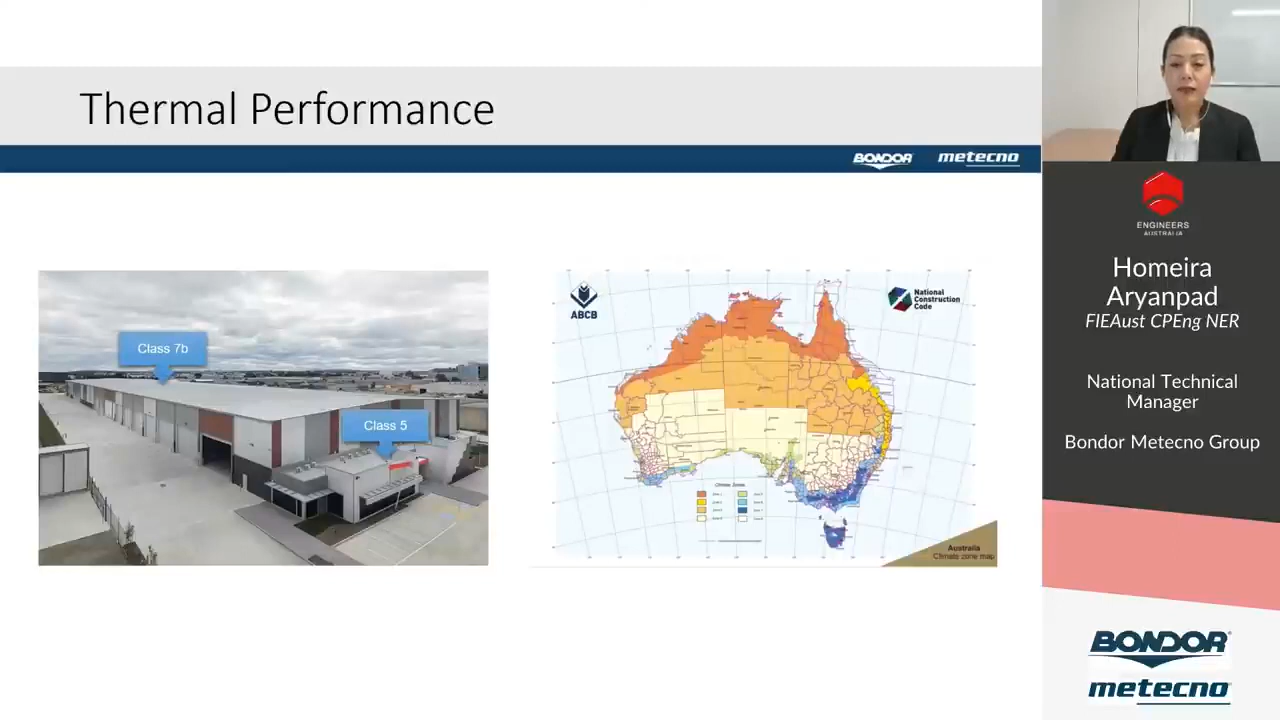 Thermal Performance
BONDOR metecno
Class 7b
Class 5
ABCB
National
Construction
Code
Climate Zones
Australia
Climate zone map
ENGINEERS
AUSTRALIA
Homeira
Aryanpad
FIEAust CPEng NER
National Technical
Manager
Bondor Metecno Group
BONDOR
metecno